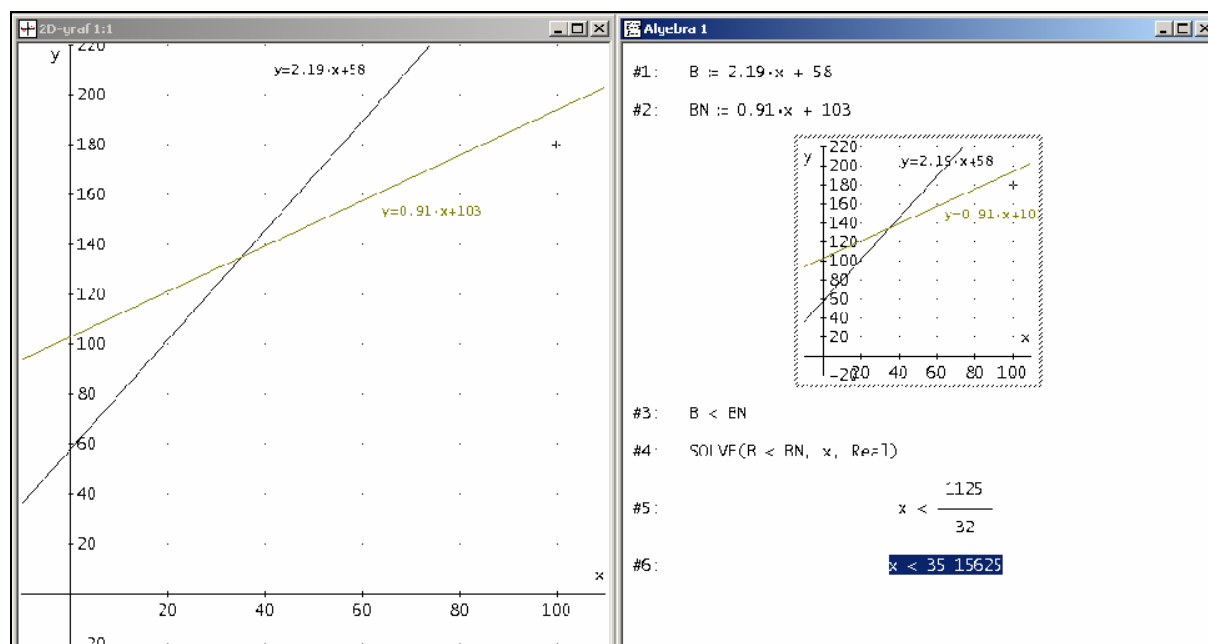 2D-graf 1:1
y
220
y=2.19·x+58
200
180
160
y=0.91·x+103
140
120
100
80
60
40
20
x
20 40 60 80 100
Algebra 1
#1: B := 2.19·x + 58
#2: BN := 0.91·x + 103
220
y
y=2.19·x+58
200
180
160
y=0.91·x+10
140
120
100
80
60
40
20
x
-20 20 40 60 80 100
#3: B < BN
#4: SOLVE(B < BN, x, Real)
1125
#5: x <
32
#6: x < 35.15625